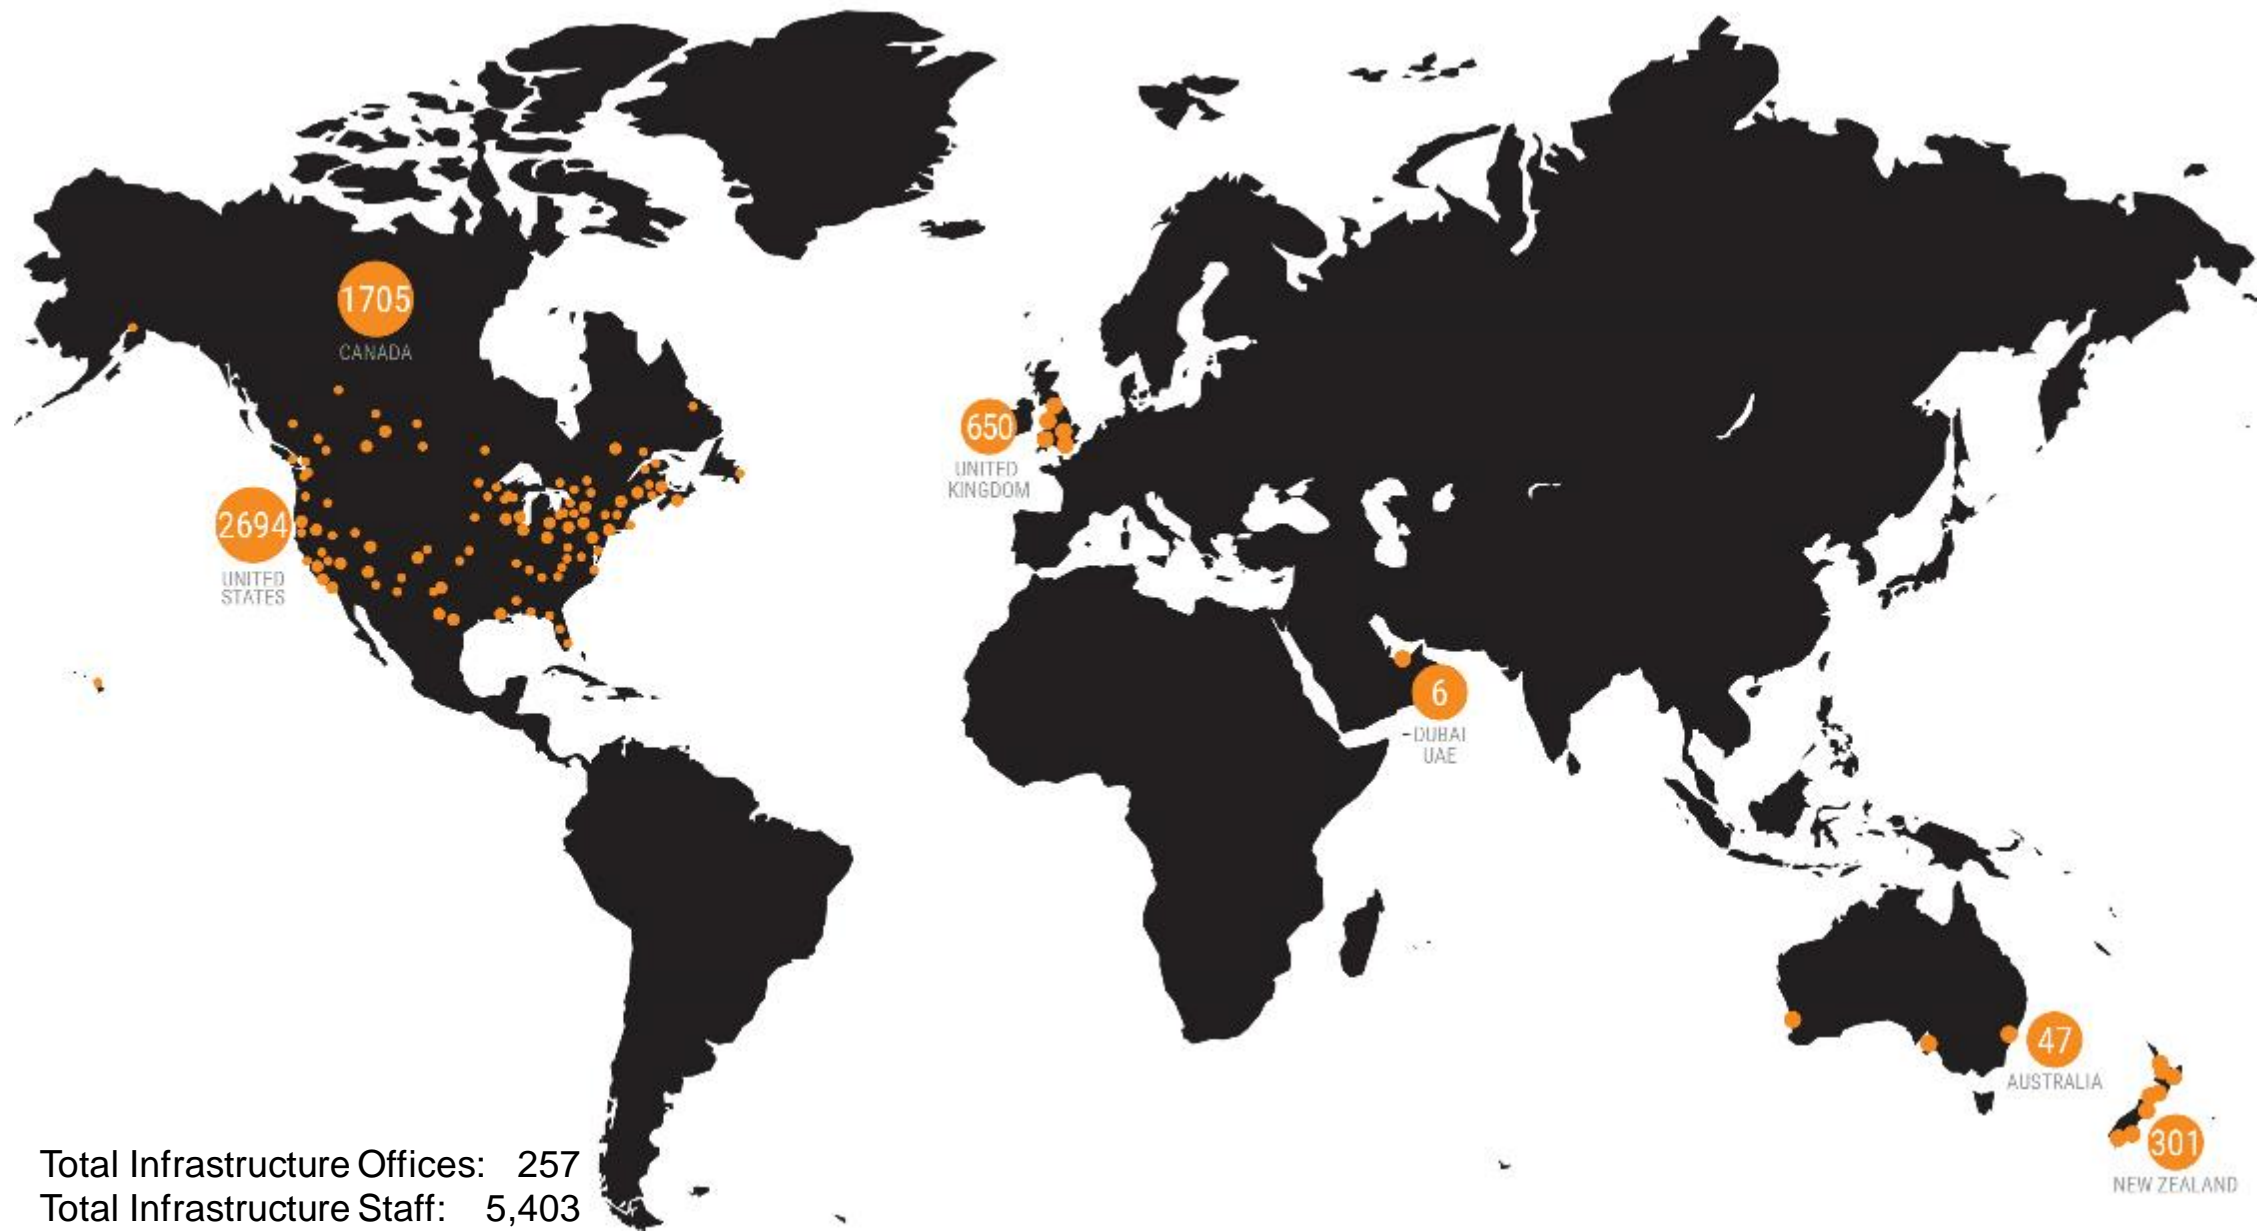 1705
CANADA
650
UNITED
KINGDOM
2694
UNITED
STATES
6
-DUBAI
UAE
47
AUSTRALIA
301
NEW ZEALAND
Total Infrastructure Offices: 257
Total Infrastructure Staff: 5,403